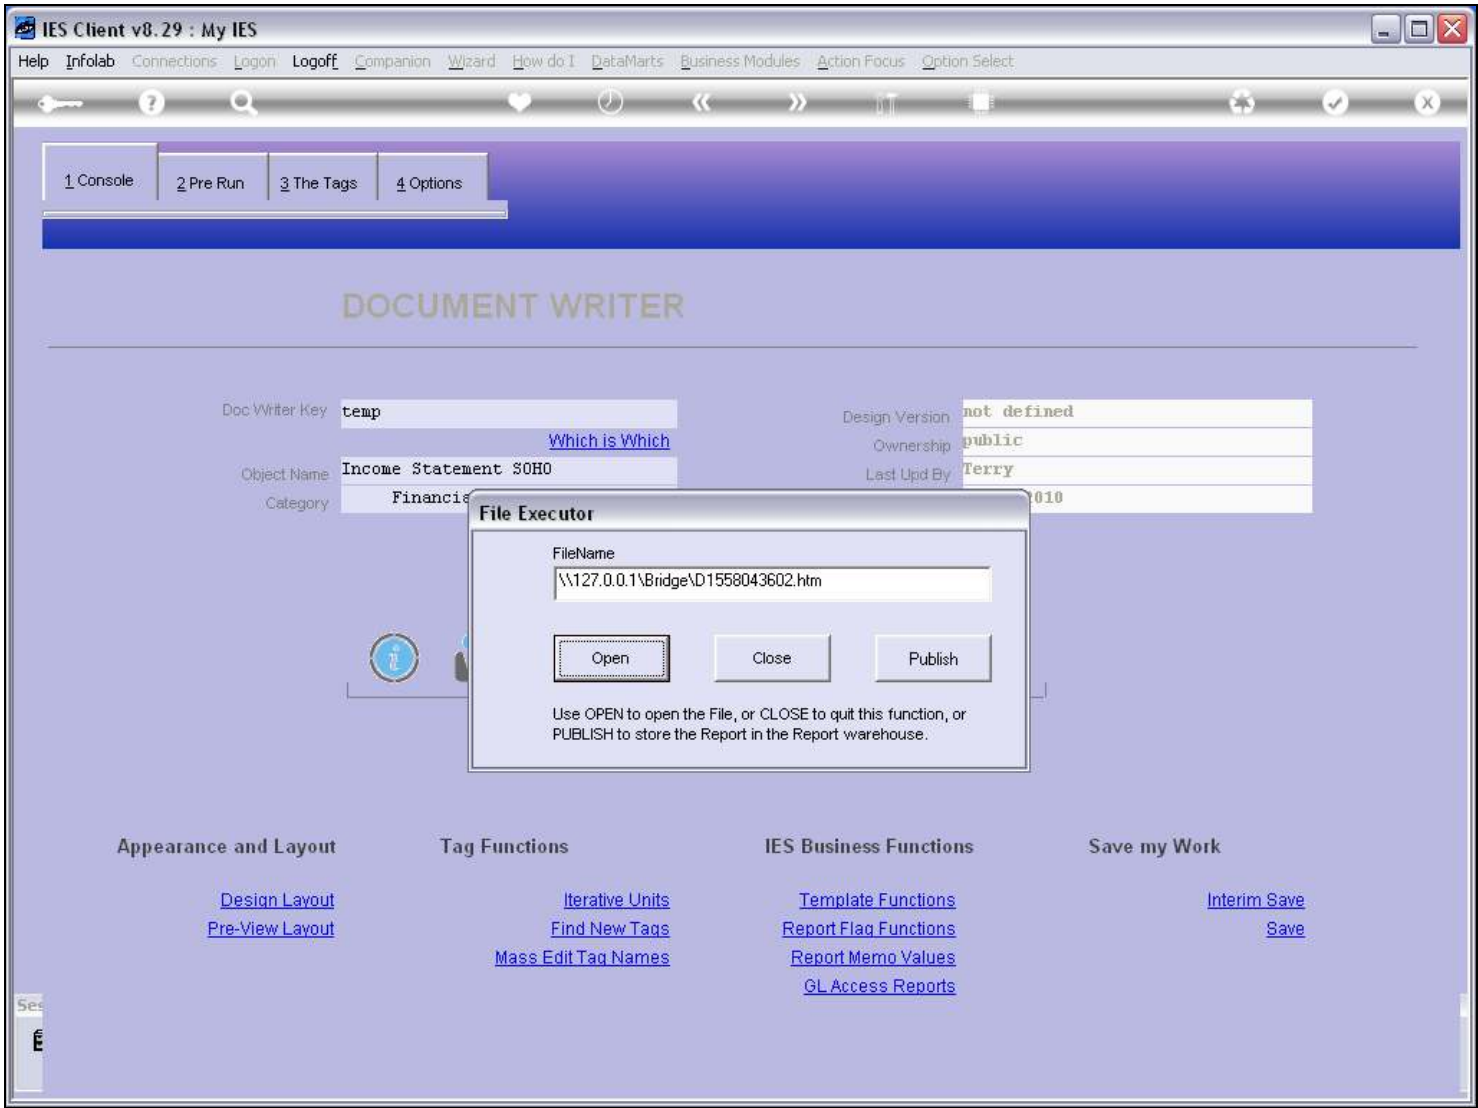 IES Client v8.29 : My IES
Help Infolab Connections Logon Logoff Companion Wizard How do I DataMarts Business Modules Action Focus Option Select
1 Console 2 Pre Run 3 The Tags 4 Options
DOCUMENT WRITER
Doc Writer Key temp Design Version not defined
Which is Which Ownership public
Object Name Income Statement SOHO Last Upd By Terry
Category
File Executor
FileName
\\127.0.0.1\Bridge\D1558043602.htm
Open Close Publish
Use OPEN to open the File, or CLOSE to quit this function, or
PUBLISH to store the Report in the Report warehouse.
Appearance and Layout Tag Functions IES Business Functions Save my Work
Design Layout Iterative Units Template Functions Interim Save
Pre-View Layout Find New Tags Report Flag Functions Save
Mass Edit Tag Names Report Memo Values
GL Access Reports